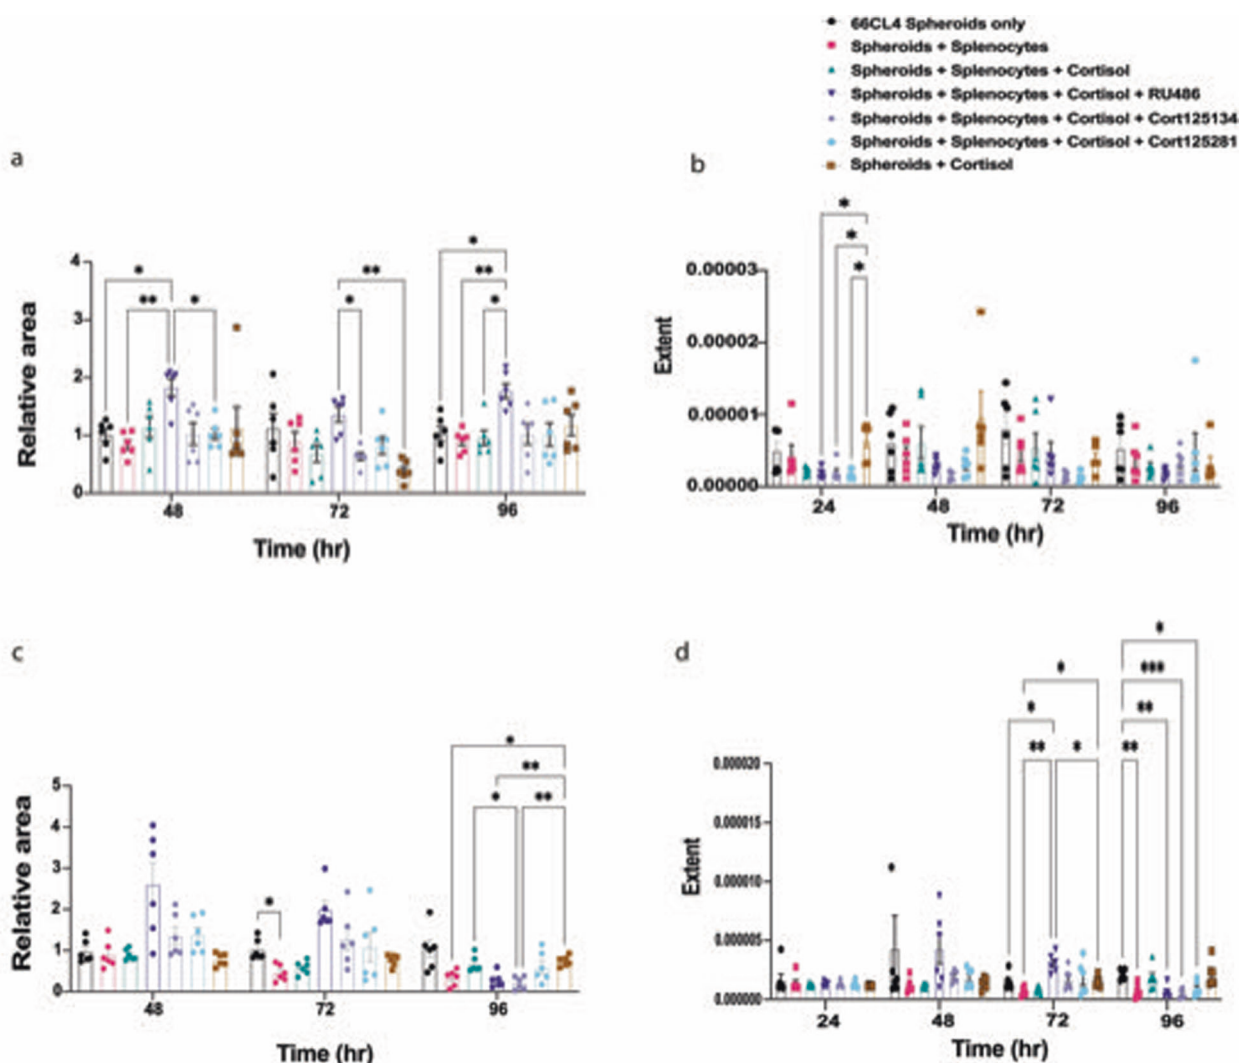 66CL4 Spheroids only
Spheroids + Splenocytes
Spheroids + Splenocytes + Cortisol
Spheroids + Splenocytes + Cortisol + RU486
Spheroids + Splenocytes + Cortisol + Cort125134
Spheroids + Splenocytes + Cortisol + Cort125281
Spheroids + Cortisol
a
Relative area
4
3
2
1
0
* ** * ** * * ** *
48 72 96
Time (hr)
b
Extent
0.00003
0.00002
0.00001
0.00000
*
*
*
24 48 72 96
Time (hr)
c
Relative area
5
4
3
2
1
0
*
*
**
* **
48 72 96
Time (hr)
d
Extent
0.000020
0.000015
0.000010
0.000005
0.000000
*
* ***
* **
** * **
24 48 72 96
Time (hr)